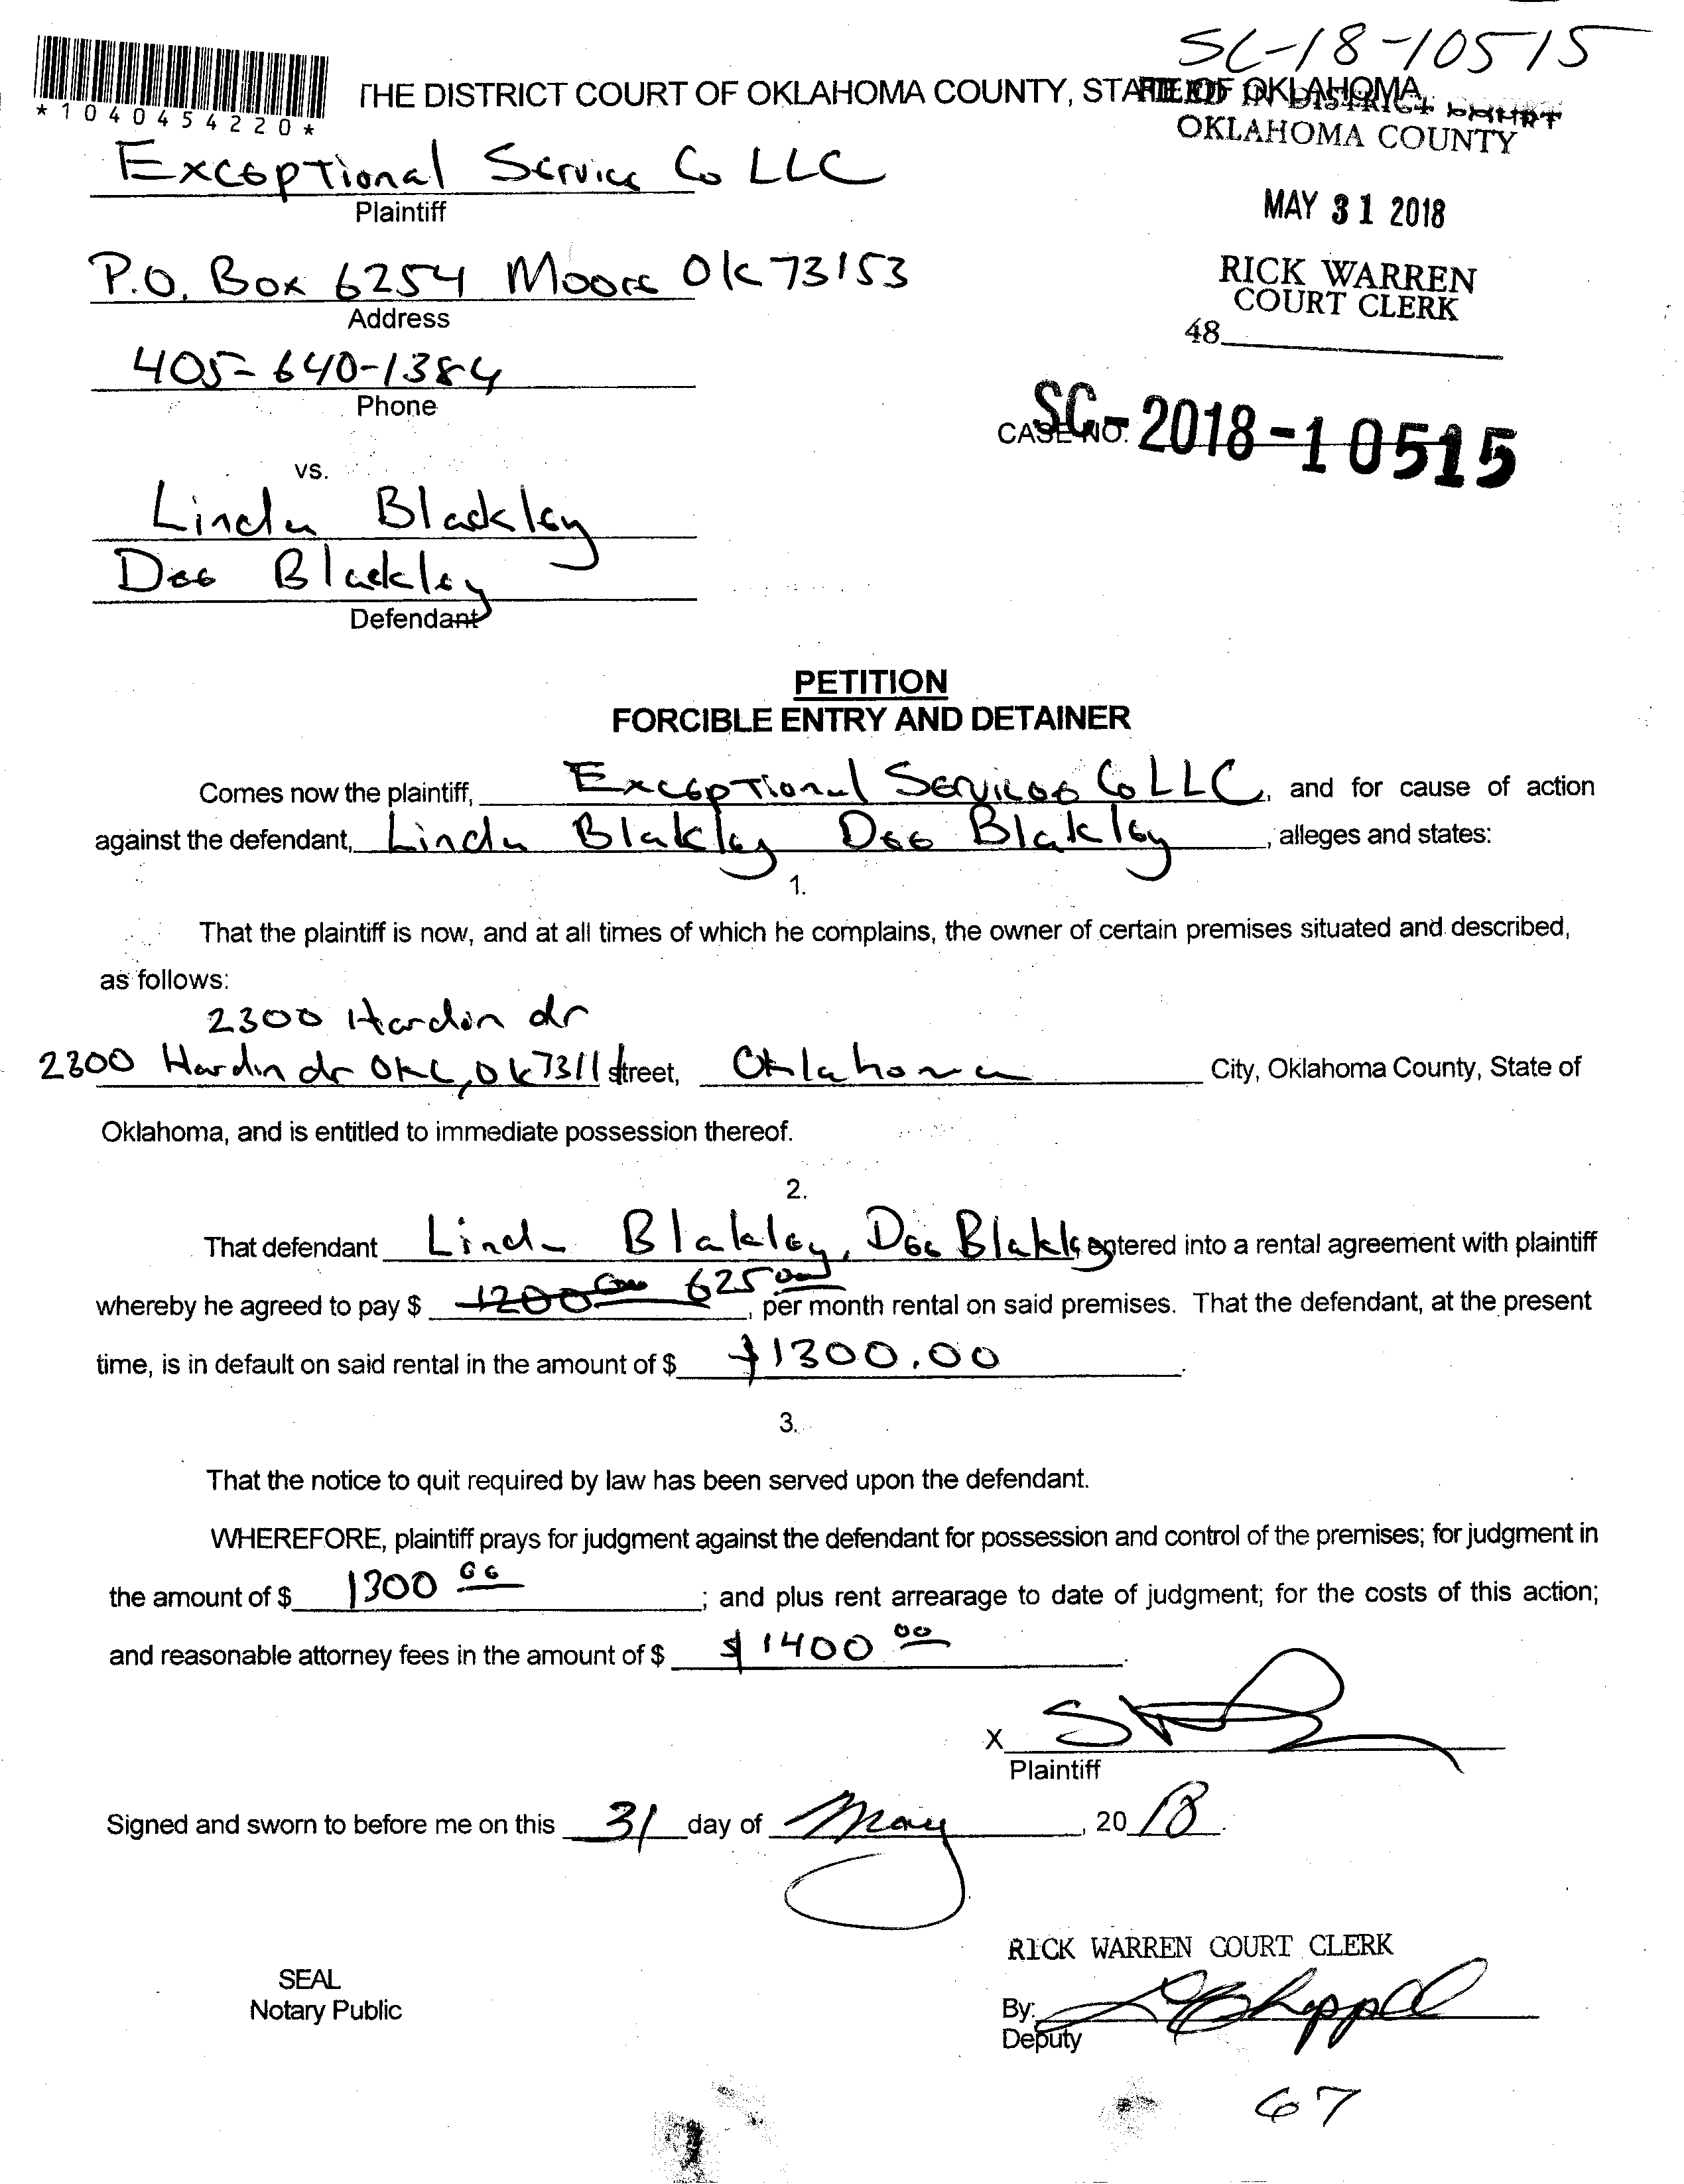 SC-18-10515
THE DISTRICT COURT OF OKLAHOMA COUNTY, STATE OF OKLAHOMA
FILED IN DISTRICT COURT
OKLAHOMA COUNTY
*1040454220*
Exceptional Service Co LLC
Plaintiff
MAY 31 2018
P.O. Box 6254 Moore Ok 73153
Address
RICK WARREN
COURT CLERK
48
405-640-1384
Phone
CASE NO. SC-2018-10515
vs.
Linda Blackley
Dee Blackley
Defendant
PETITION
FORCIBLE ENTRY AND DETAINER
Comes now the plaintiff, Exceptional Services Co LLC, and for cause of action
against the defendant, Linda Blakley Dee Blakley, alleges and states:
1.
That the plaintiff is now, and at all times of which he complains, the owner of certain premises situated and described,
as follows:
2300 Hardin dr
2300 Hardin dr OKC, Ok 7311 street, Oklahoma City, Oklahoma County, State of
Oklahoma, and is entitled to immediate possession thereof.
2.
That defendant Linda Blakley, Dee Blakley entered into a rental agreement with plaintiff
whereby he agreed to pay $ 1200 00 625 00, per month rental on said premises. That the defendant, at the present
time, is in default on said rental in the amount of $ $1300.00.
3.
That the notice to quit required by law has been served upon the defendant.
WHEREFORE, plaintiff prays for judgment against the defendant for possession and control of the premises; for judgment in
the amount of $ 1300 00; and plus rent arrearage to date of judgment; for the costs of this action;
and reasonable attorney fees in the amount of $ $1400 00.
X
Plaintiff
Signed and sworn to before me on this 31 day of May, 20 18.
RICK WARREN COURT CLERK
SEAL
Notary Public
By:
Deputy
67